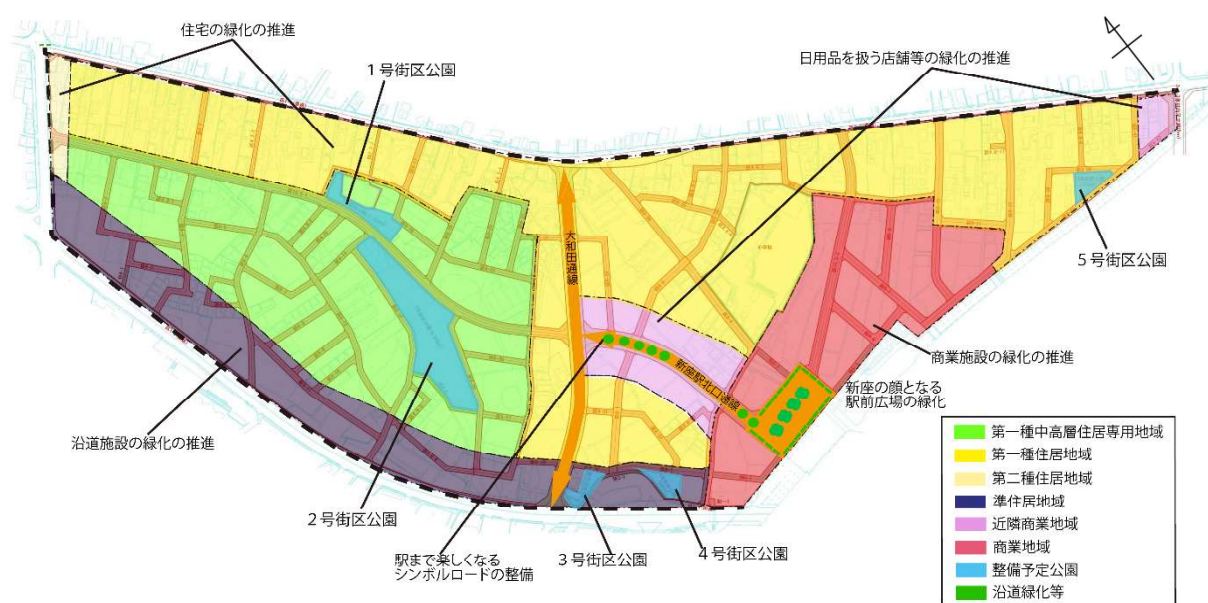 住宅の緑化の推進
1号街区公園
日用品を扱う店舗等の緑化の推進
大和田通線
5号街区公園
新座駅北口通線
商業施設の緑化の推進
新座の顔となる
駅前広場の緑化
沿道施設の緑化の推進
2号街区公園
駅まで楽しくなる
シンボルロードの整備
3号街区公園
4号街区公園
第一種中高層住居専用地域
第一種住居地域
第二種住居地域
準住居地域
近隣商業地域
商業地域
整備予定公園
沿道緑化等